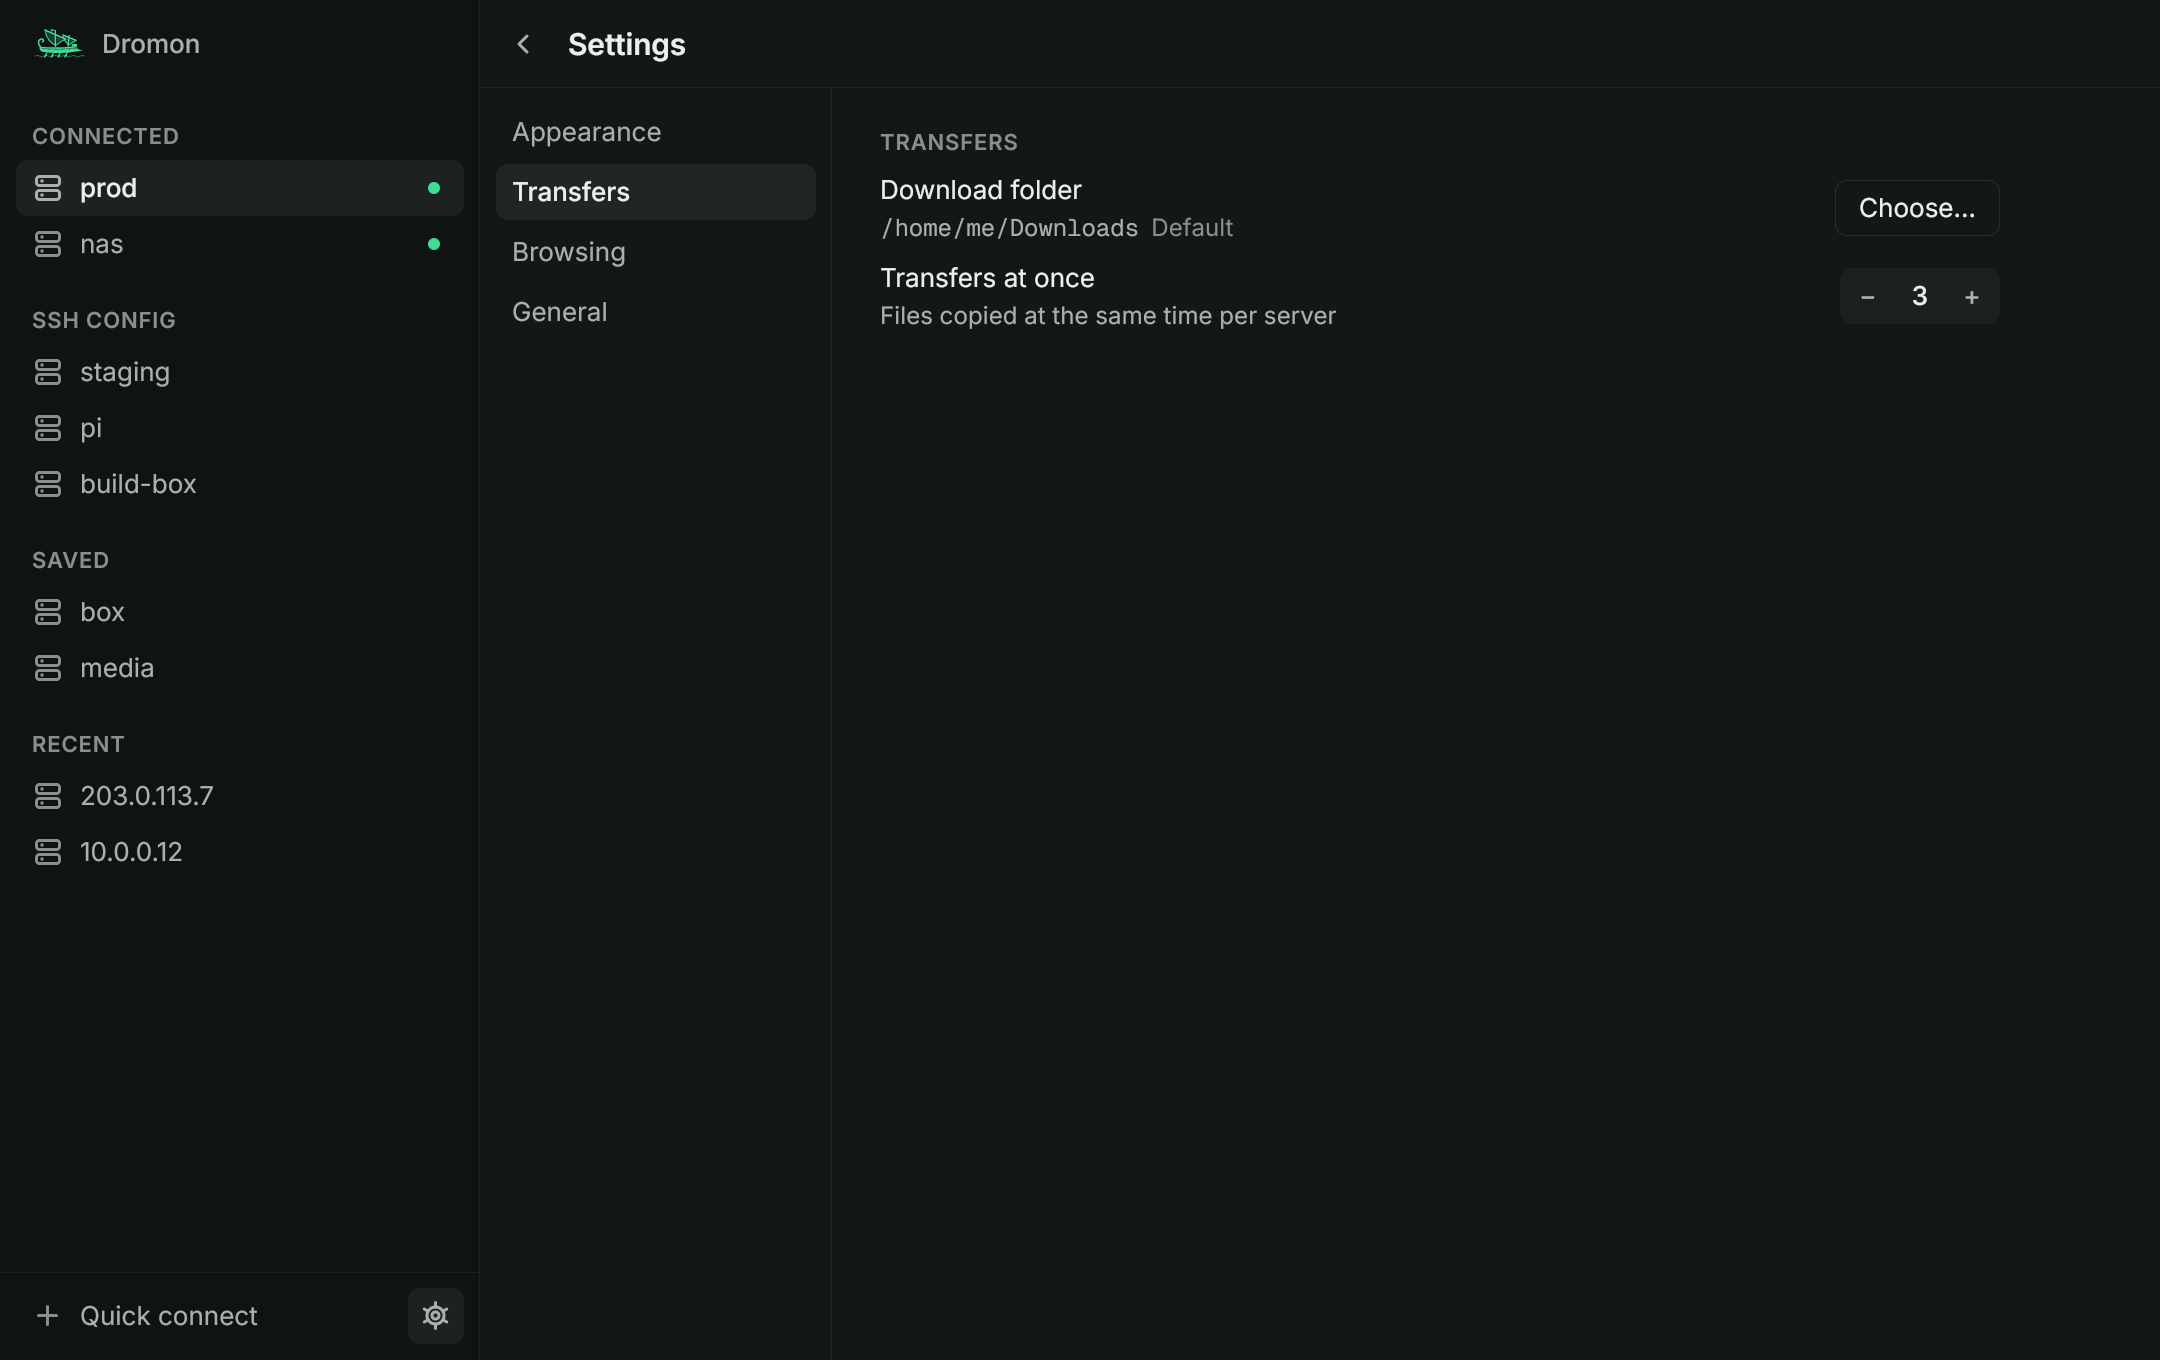 Dromon
CONNECTED
prod
nas
SSH CONFIG
staging
pi
build-box
SAVED
box
media
RECENT
203.0.113.7
10.0.0.12
Quick connect
Settings
Appearance
Transfers
Browsing
General
TRANSFERS
Download folder
/home/me/Downloads Default
Choose...
Transfers at once
Files copied at the same time per server
− 3 +